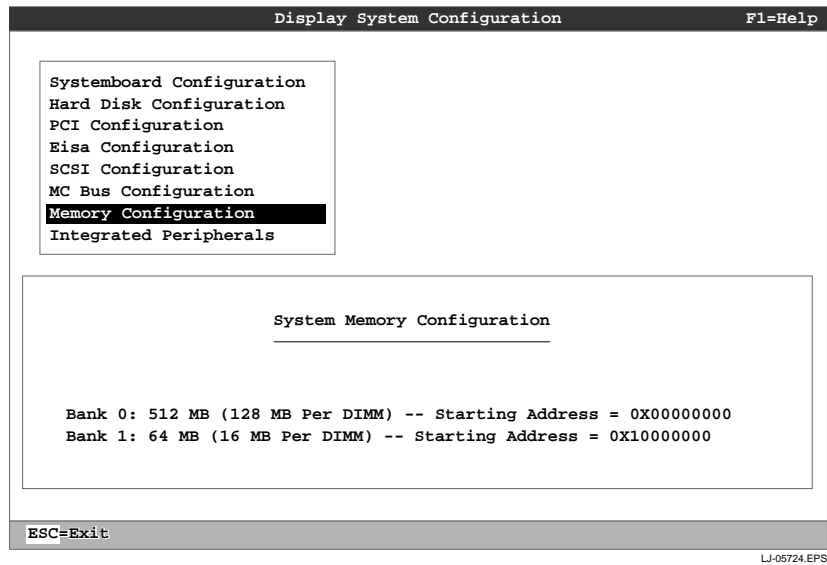 Display System Configuration F1=Help
Systemboard Configuration
Hard Disk Configuration
PCI Configuration
Eisa Configuration
SCSI Configuration
MC Bus Configuration
Memory Configuration
Integrated Peripherals
System Memory Configuration
Bank 0: 512 MB (128 MB Per DIMM) -- Starting Address = 0X00000000
Bank 1: 64 MB (16 MB Per DIMM) -- Starting Address = 0X10000000
ESC=Exit
LJ-05724.EPS